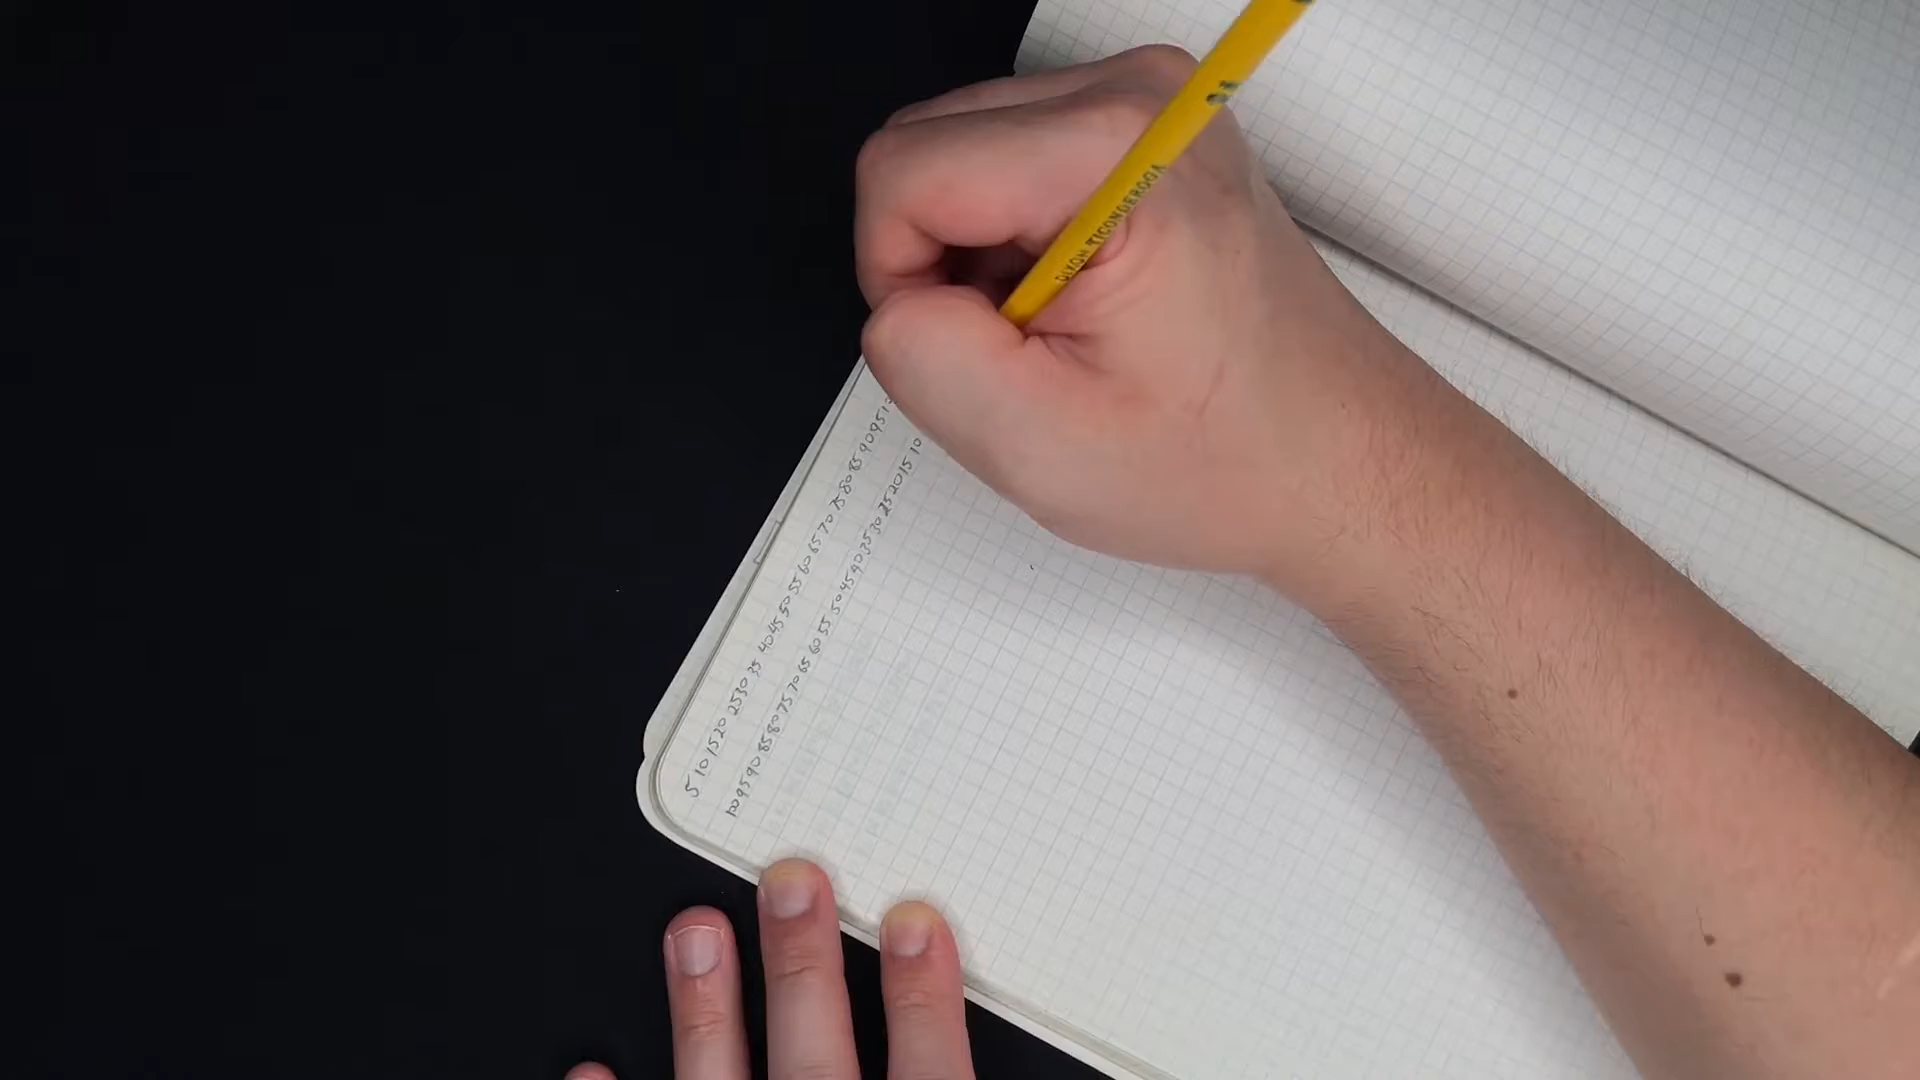 5 10 15 20 25 30 35 40 45 50 55 60 65 70 75 80 85 90 95
100 95 90 85 80 75 70 65 60 55 50 45 40 35 30 25 20 15 10
DIXON TICONDEROGA